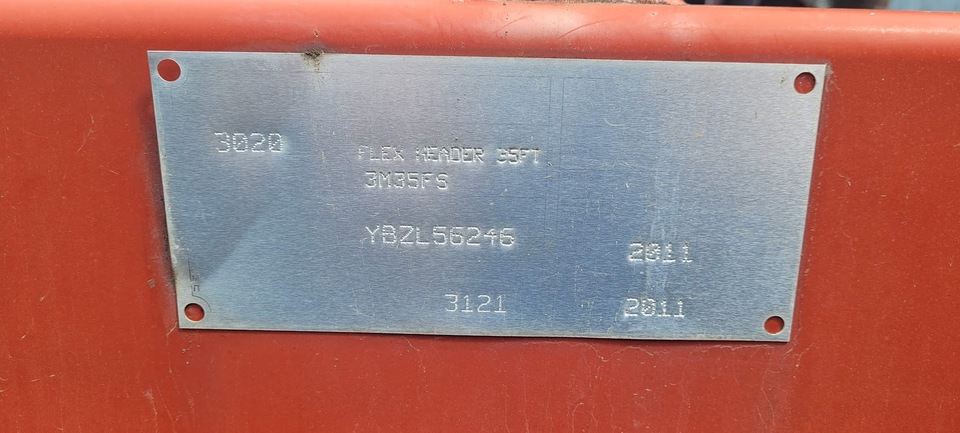 3020
FLEX HEADER 35FT
3M35FS
YBZL56246
2011
3121
2011